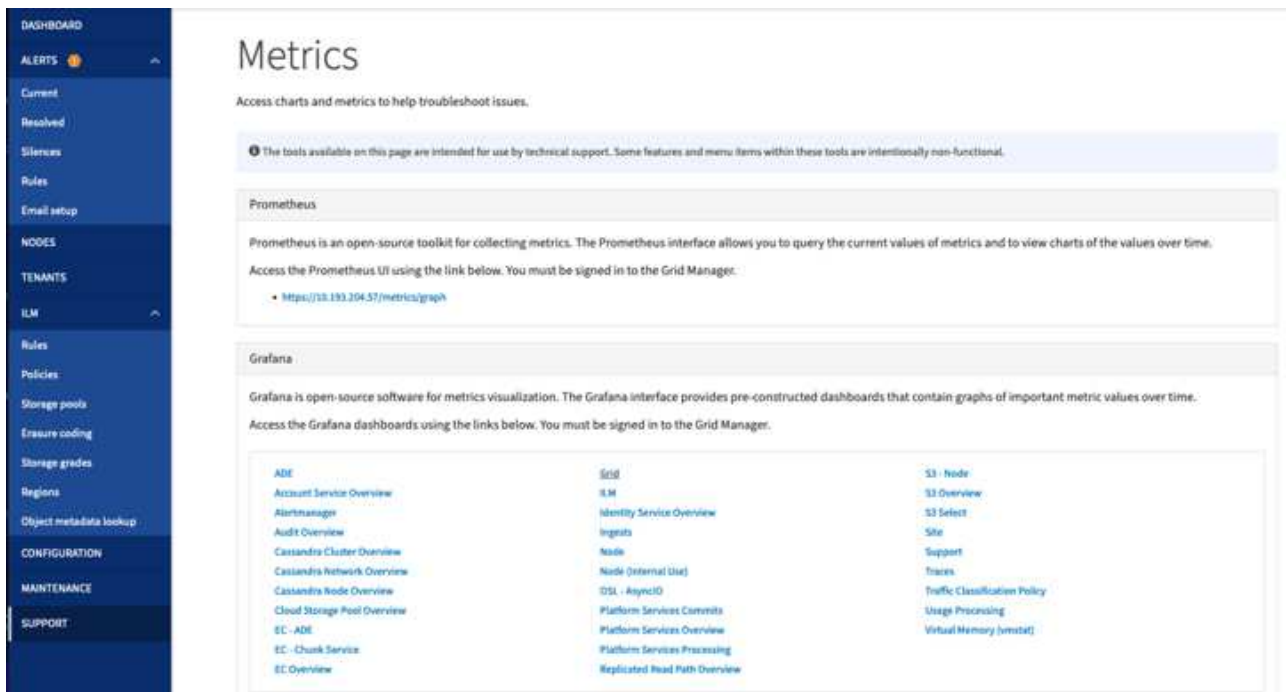 DASHBOARD
ALERTS
Current
Resolved
Silences
Rules
Email setup
NODES
TENANTS
ILM
Rules
Policies
Storage pools
Erasure coding
Storage grades
Regions
Object metadata lookup
CONFIGURATION
MAINTENANCE
SUPPORT
Metrics
Access charts and metrics to help troubleshoot issues.
The tools available on this page are intended for use by technical support. Some features and menu items within these tools are intentionally non-functional.
Prometheus
Prometheus is an open-source toolkit for collecting metrics. The Prometheus interface allows you to query the current values of metrics and to view charts of the values over time.
Access the Prometheus UI using the link below. You must be signed in to the Grid Manager.
• https://10.193.204.57/metrics/graph
Grafana
Grafana is open-source software for metrics visualization. The Grafana interface provides pre-constructed dashboards that contain graphs of important metric values over time.
Access the Grafana dashboards using the links below. You must be signed in to the Grid Manager.
ADE
Account Service Overview
Alertmanager
Audit Overview
Cassandra Cluster Overview
Cassandra Network Overview
Cassandra Node Overview
Cloud Storage Pool Overview
EC - ADE
EC - Chunk Service
EC Overview
Grid
ILM
Identity Service Overview
Ingests
Node
Node (Internal Use)
OSL - AsyncIO
Platform Services Commits
Platform Services Overview
Platform Services Processing
Replicated Read Path Overview
S3 - Node
S3 Overview
S3 Select
Site
Support
Traces
Traffic Classification Policy
Usage Processing
Virtual Memory (vmstat)